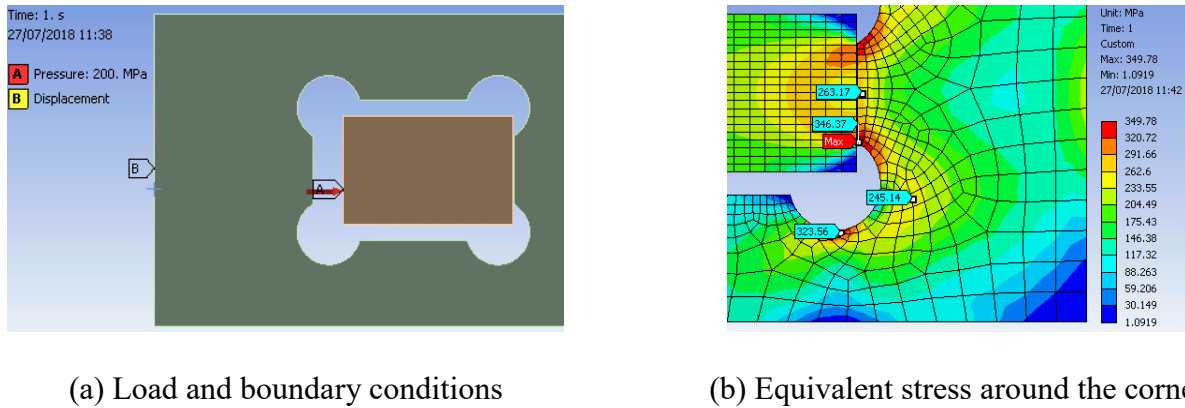 Time: 1. s
27/07/2018 11:38
A Pressure: 200. MPa
B Displacement
B
A
Unit: MPa
Time: 1
Custom
Max: 349.78
Min: 1.0919
27/07/2018 11:42
263.17
346.37
Max
245.14
323.56
349.78
320.72
291.66
262.6
233.55
204.49
175.43
146.38
117.32
88.263
59.206
30.149
1.0919
(a) Load and boundary conditions
(b) Equivalent stress around the corne